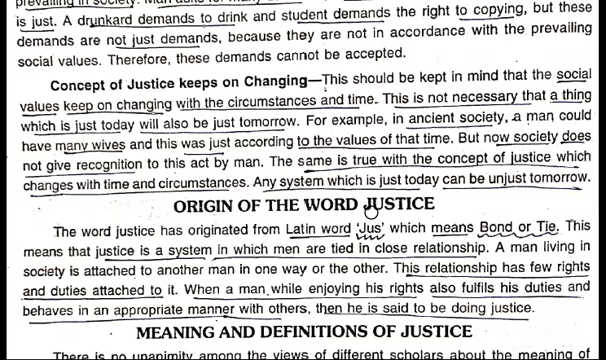 prevailing in society. Man asks for many
is just. A drunkard demands to drink and student demands the right to copying, but these
demands are not just demands, because they are not in accordance with the prevailing
social values. Therefore, these demands cannot be accepted.
Concept of Justice keeps on Changing—This should be kept in mind that the social
values keep on changing with the circumstances and time. This is not necessary that a thing
which is just today will also be just tomorrow. For example, in ancient society, a man could
have many wives and this was just according to the values of that time. But now society does
not give recognition to this act by man. The same is true with the concept of justice which
changes with time and circumstances. Any system which is just today can be unjust tomorrow.
ORIGIN OF THE WORD JUSTICE
The word justice has originated from Latin word 'Jus' which means Bond or Tie. This
means that justice is a system in which men are tied in close relationship. A man living in
society is attached to another man in one way or the other. This relationship has few rights
and duties attached to it. When a man while enjoying his rights also fulfils his duties and
behaves in an appropriate manner with others, then he is said to be doing justice.
MEANING AND DEFINITIONS OF JUSTICE
There is no unanimity among the views of different scholars about the meaning of